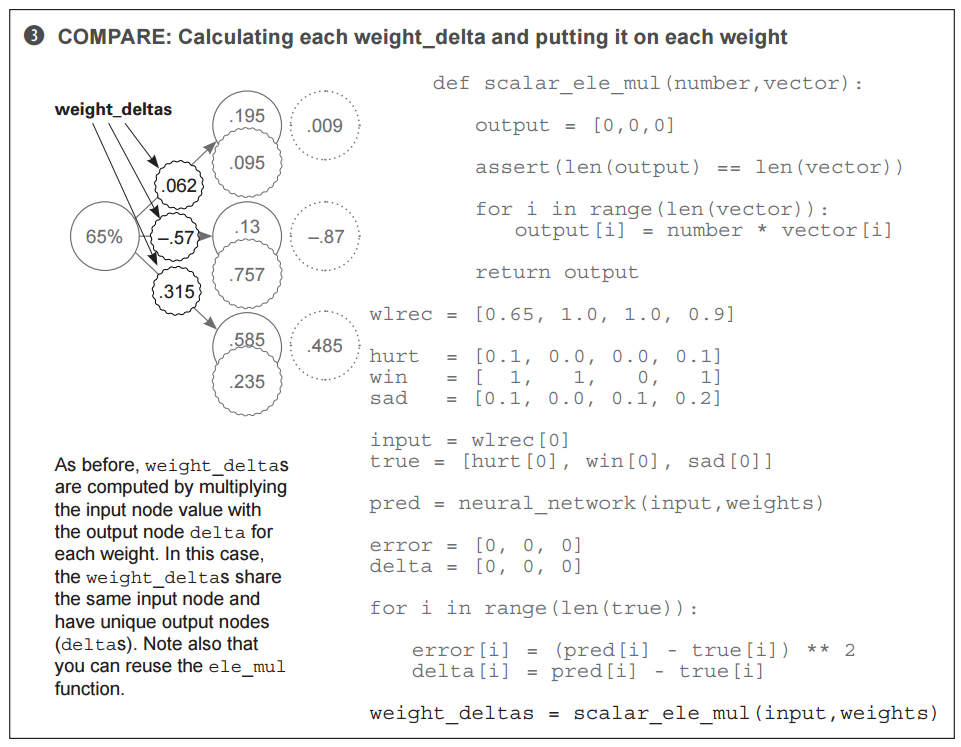 3 COMPARE: Calculating each weight_delta and putting it on each weight
weight_deltas
.195
.009
.095
.062
65%
–.57
.13
–.87
.757
.315
.585
.485
.235
As before, weight_deltas
are computed by multiplying
the input node value with
the output node delta for
each weight. In this case,
the weight_deltas share
the same input node and
have unique output nodes
(deltas). Note also that
you can reuse the ele_mul
function.
def scalar_ele_mul(number,vector):
output = [0,0,0]
assert(len(output) == len(vector))
for i in range(len(vector)):
output[i] = number * vector[i]
return output
wlrec = [0.65, 1.0, 1.0, 0.9]
hurt = [0.1, 0.0, 0.0, 0.1]
win = [ 1, 1, 0, 1]
sad = [0.1, 0.0, 0.1, 0.2]
input = wlrec[0]
true = [hurt[0], win[0], sad[0]]
pred = neural_network(input,weights)
error = [0, 0, 0]
delta = [0, 0, 0]
for i in range(len(true)):
error[i] = (pred[i] - true[i]) ** 2
delta[i] = pred[i] - true[i]
weight_deltas = scalar_ele_mul(input,weights)